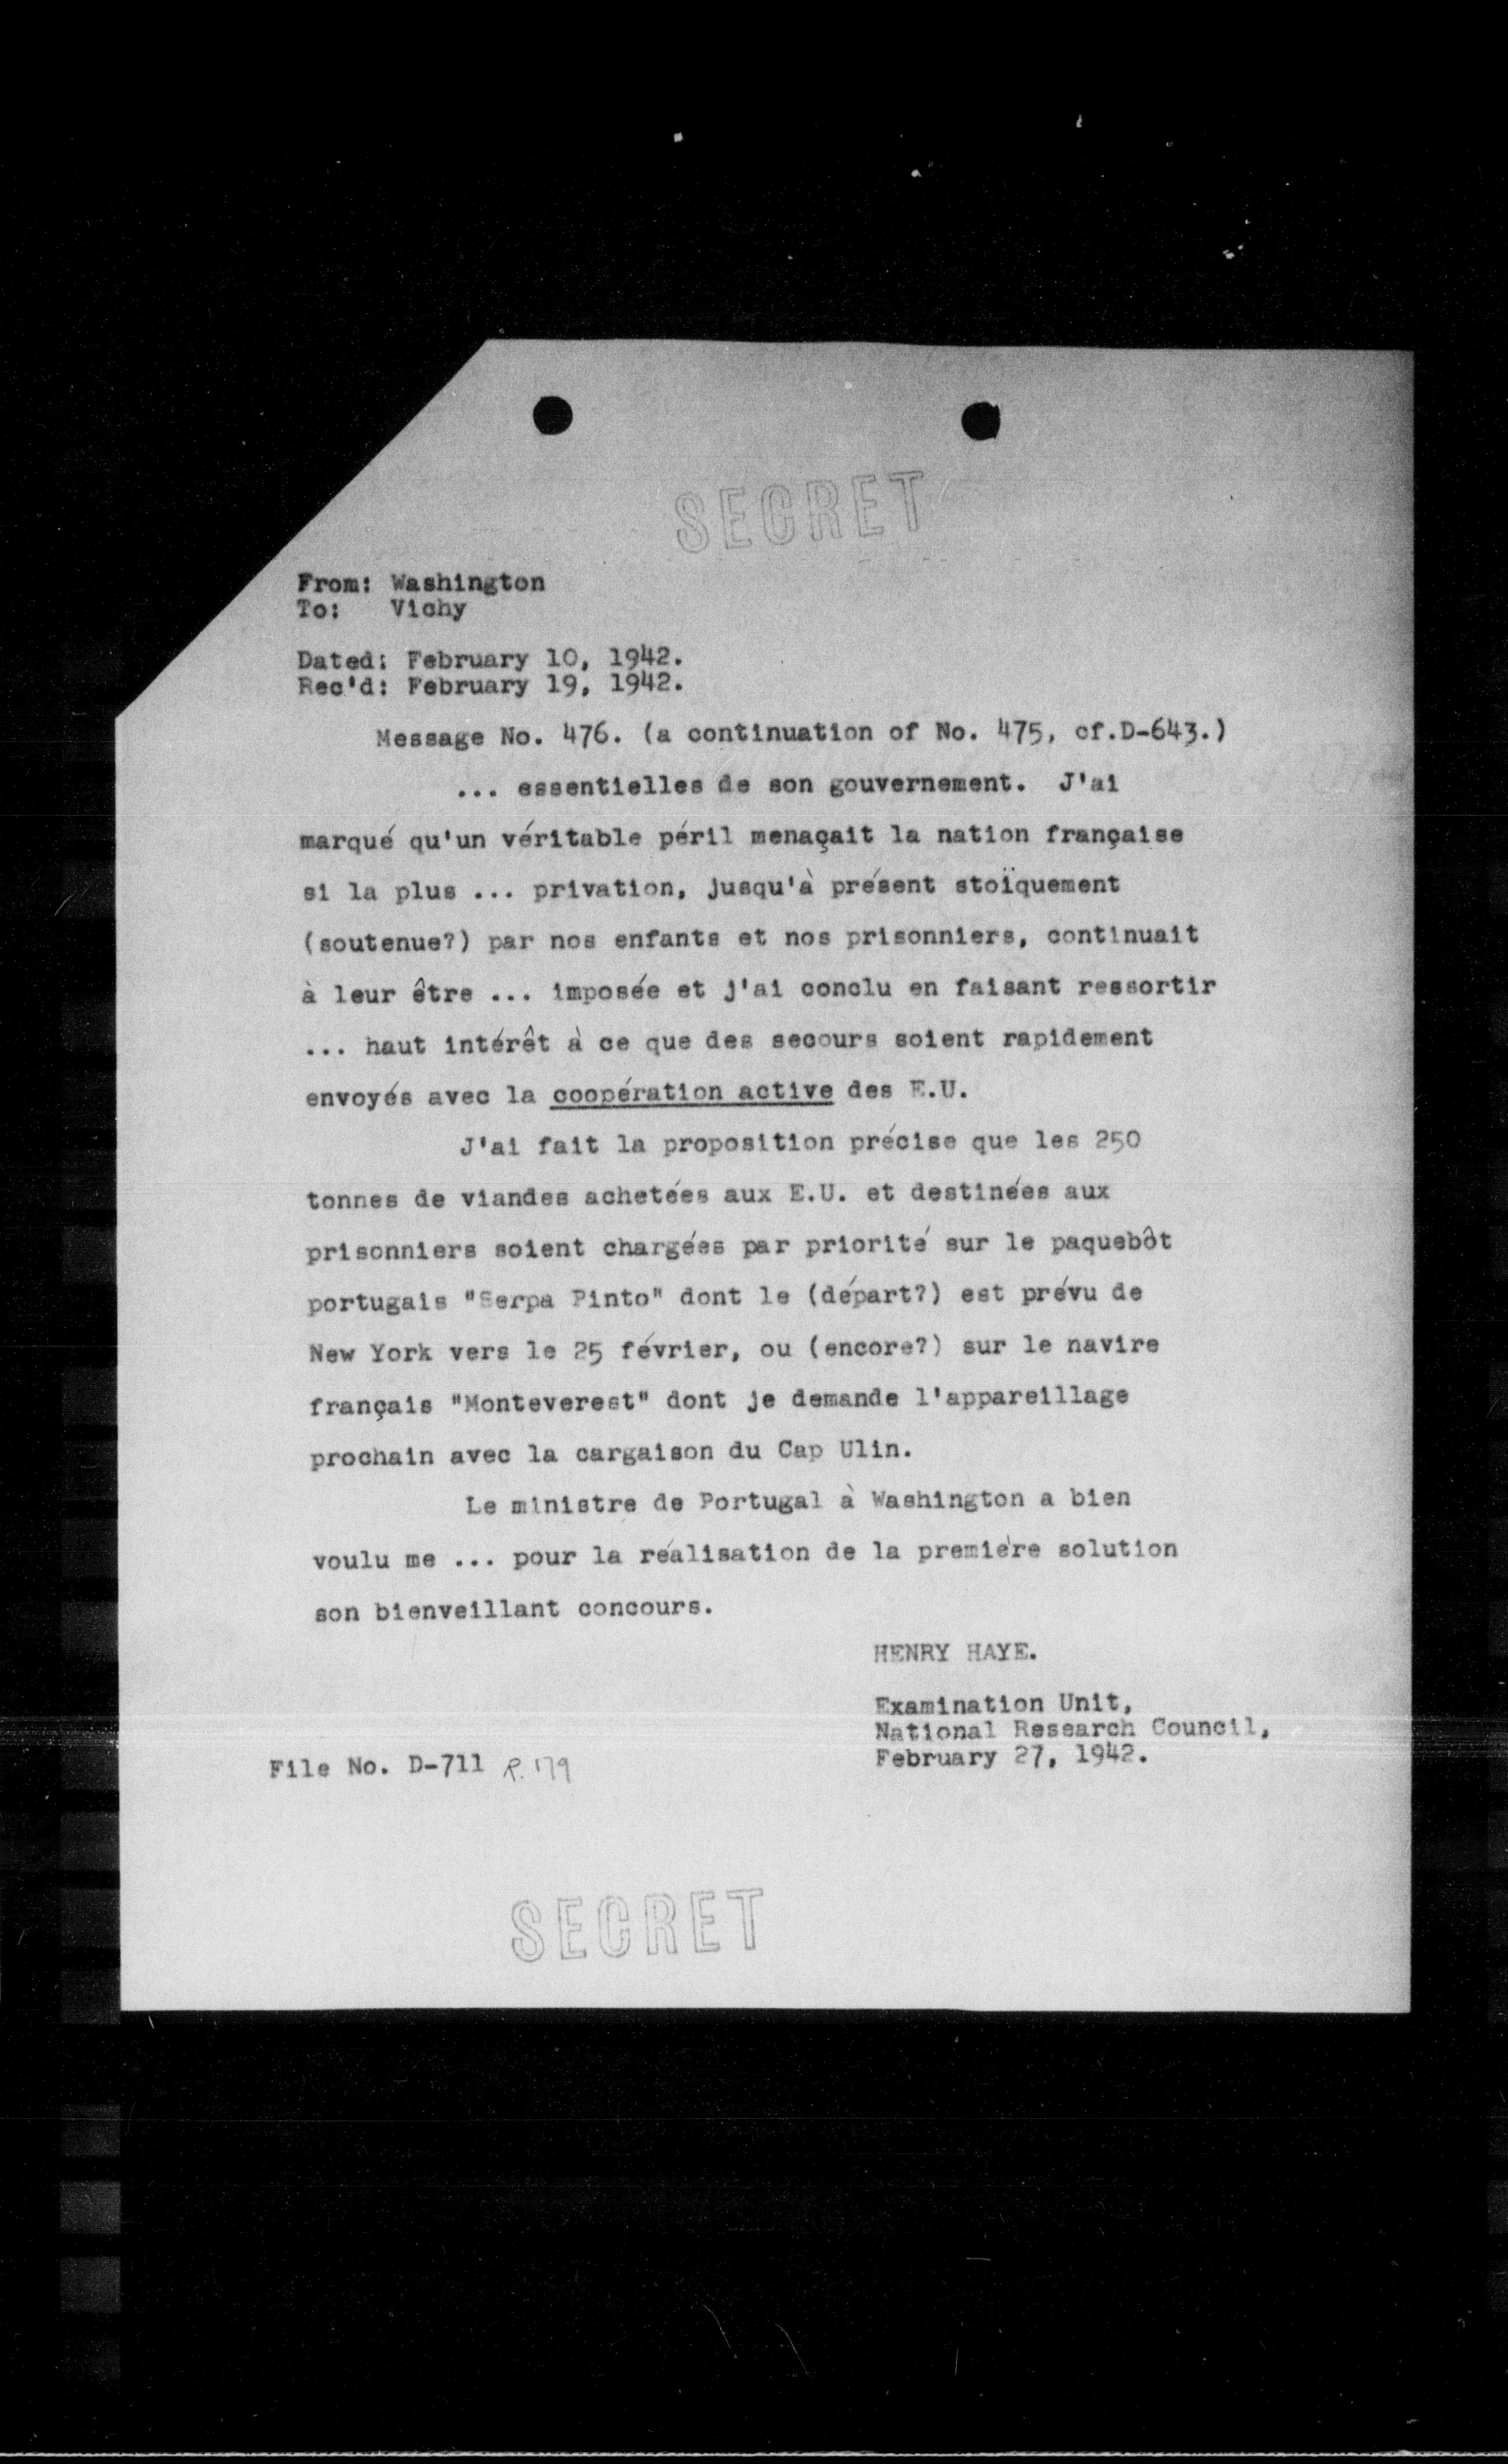 SECRET
From: Washington
To: Vichy
Dated: February 10, 1942.
Rec'd: February 19, 1942.
Message No. 476. (a continuation of No. 475, cf.D-643.)
... essentielles de son gouvernement. J'ai
marqué qu'un véritable péril menaçait la nation française
si la plus ... privation, jusqu'à présent stoïquement
(soutenue?) par nos enfants et nos prisonniers, continuait
à leur être ... imposée et j'ai conclu en faisant ressortir
... haut intérêt à ce que des secours soient rapidement
envoyés avec la coopération active des E.U.
J'ai fait la proposition précise que les 250
tonnes de viandes achetées aux E.U. et destinées aux
prisonniers soient chargées par priorité sur le paquebôt
portugais "Serpa Pinto" dont le (départ?) est prévu de
New York vers le 25 février, ou (encore?) sur le navire
français "Monteverest" dont je demande l'appareillage
prochain avec la cargaison du Cap Ulin.
Le ministre de Portugal à Washington a bien
voulu me ... pour la réalisation de la première solution
son bienveillant concours.
HENRY HAYE.
Examination Unit,
National Research Council,
February 27, 1942.
File No. D-711 R.179
SECRET